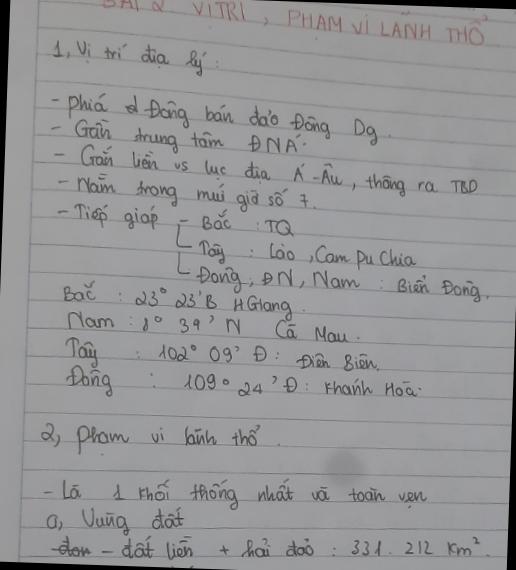 BÀI 2 VỊ TRÍ, PHẠM VI LÃNH THỔ
1, Vị trí địa lý:
- Phiá đ Đông bán đảo Đông Dg.
- Gần trung tâm ĐNÁ.
- Gắn liền vs lục địa Á-Âu, thông ra TBD
- Nằm trong múi giờ số 7.
- Tiếp giáp - Bắc : TQ
Tây : Lào, Cam pu chia
Đông, ĐN, Nam : Biển Đông.
Bắc : 23° 23'B HGiang.
Nam : 8° 34' N Cà Mau.
Tây : 102° 09' Đ : Điện Biên.
Đông : 109° 24' Đ : Khánh Hoà.
2, Phạm vi lãnh thổ.
- Là 1 khối thống nhất và toàn vẹn
a, Vùng đất
- đất liền + hải đảo : 331. 212 Km².